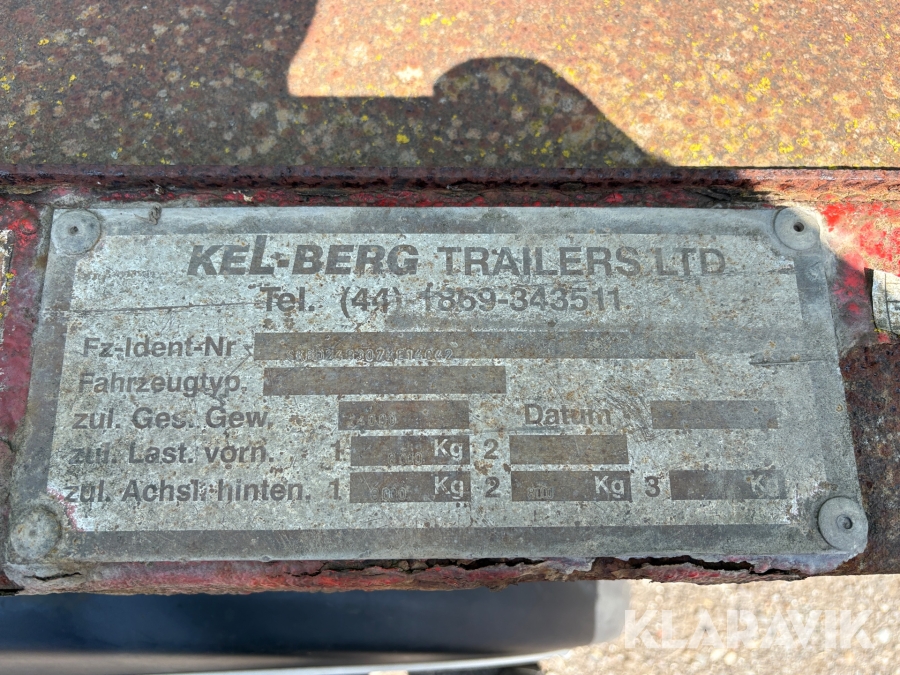 KEL-BERG TRAILERS LTD
Tel. (44) 1859-343511
Fz-Ident-Nr
Fahrzeugtyp.
zul. Ges. Gew. Datum
zul. Last. vorn. 1 Kg 2
zul. Achsl. hinten. 1 Kg 2 Kg 3 Kg
KLARAVIK